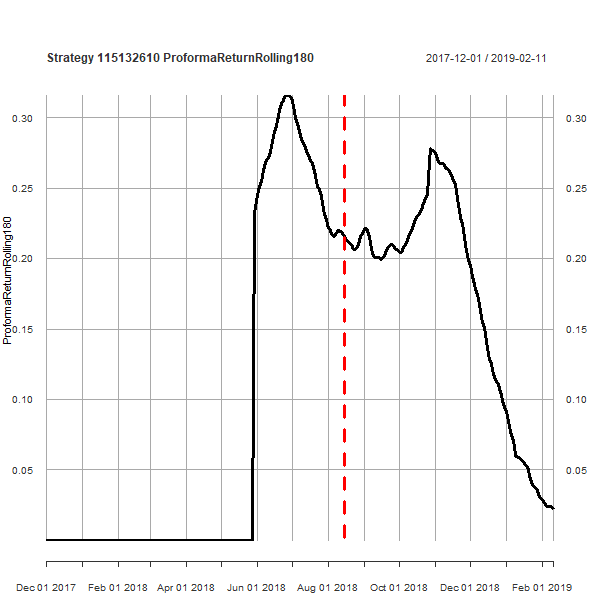 Strategy 115132610 ProformaReturnRolling180 2017-12-01 / 2019-02-11
0.30 0.30
0.25 0.25
0.20 0.20
0.15 0.15
0.10 0.10
0.05 0.05
ProformaReturnRolling180
Dec 01 2017 Feb 01 2018 Apr 01 2018 Jun 01 2018 Aug 01 2018 Oct 01 2018 Dec 01 2018 Feb 01 2019